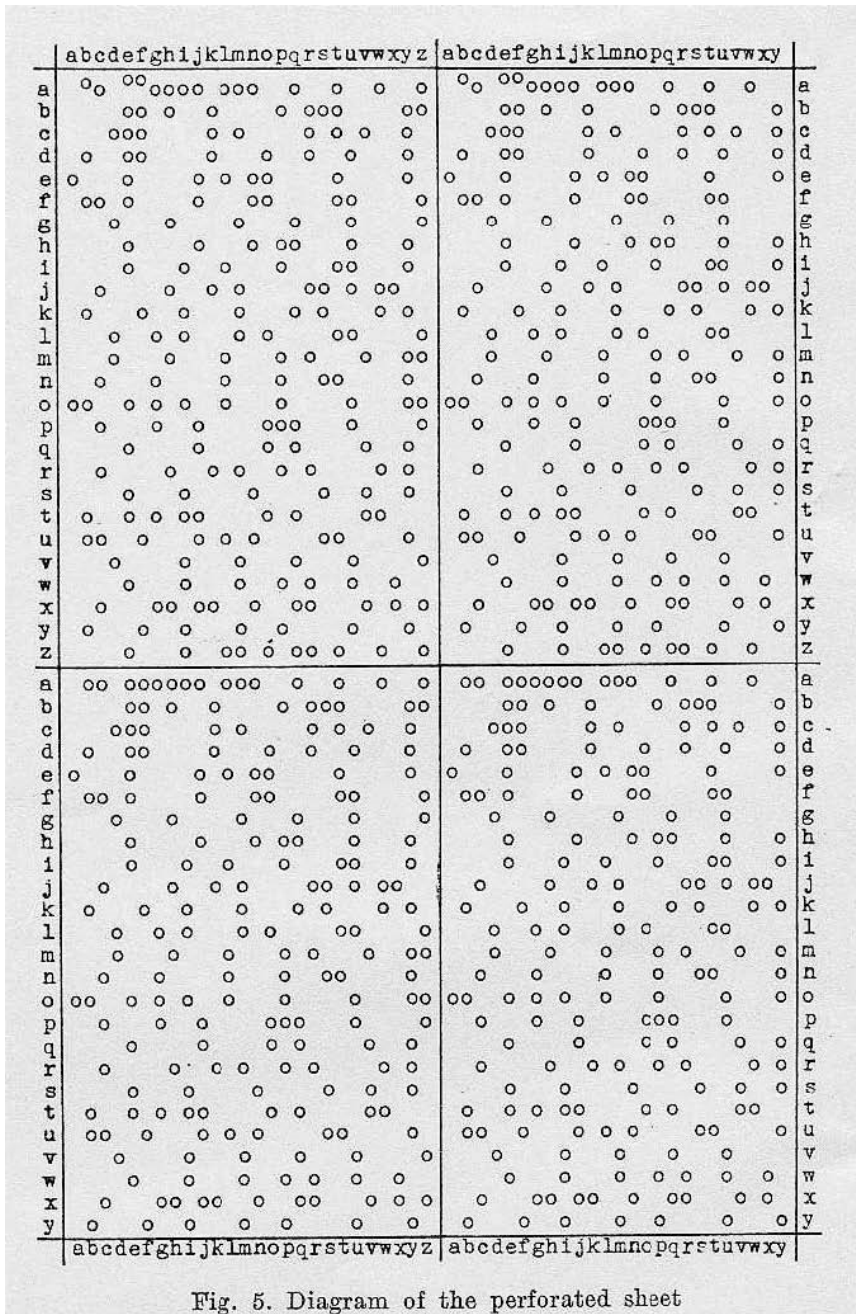 abcdefghijklmnopqrstuvwxyz abcdefghijklmnopqrstuvwxy
a a
b b
c c
d d
e e
f f
g g
h h
i i
j j
k k
l l
m m
n n
o o
p p
q q
r r
s s
t t
u u
v v
w w
x x
y y
z z
a a
b b
c c
d d
e e
f f
g g
h h
i i
j j
k k
l l
m m
n n
o o
p p
q q
r r
s s
t t
u u
v v
w w
x x
y y
abcdefghijklmnopqrstuvwxyz abcdefghijklmnopqrstuvwxy
Fig. 5. Diagram of the perforated sheet